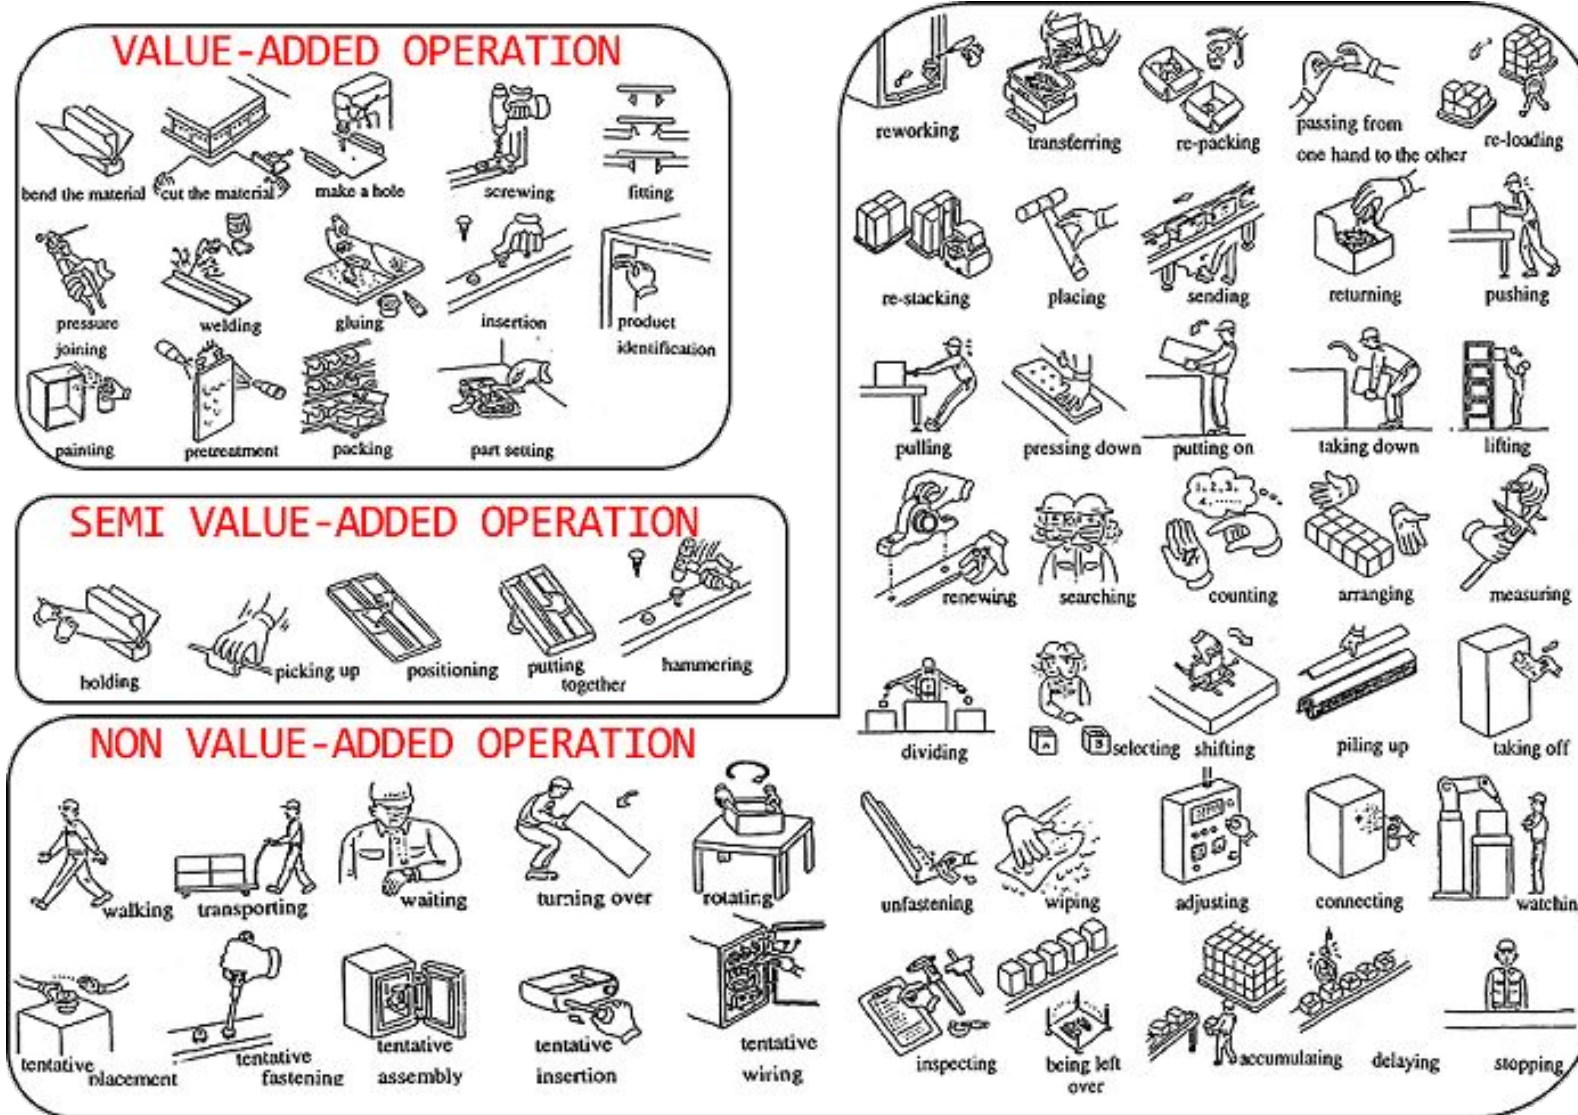 VALUE-ADDED OPERATION
bend the material
cut the material
make a hole
screwing
fitting
pressure
joining
welding
gluing
insertion
product
identification
painting
pretreatment
packing
part setting
SEMI VALUE-ADDED OPERATION
holding
picking up
positioning
putting
together
hammering
NON VALUE-ADDED OPERATION
walking
transporting
waiting
turning over
rotating
tentative
placement
tentative
fastening
tentative
assembly
tentative
insertion
tentative
wiring
reworking
transferring
re-packing
passing from
one hand to the other
re-loading
re-stacking
placing
sending
returning
pushing
pulling
pressing down
putting on
taking down
lifting
renewing
searching
1, 2, 3,
4, ......
counting
arranging
measuring
dividing
A
B
selecting
shifting
piling up
taking off
unfastening
wiping
adjusting
connecting
watchin
inspecting
being left
over
accumulating
delaying
stopping